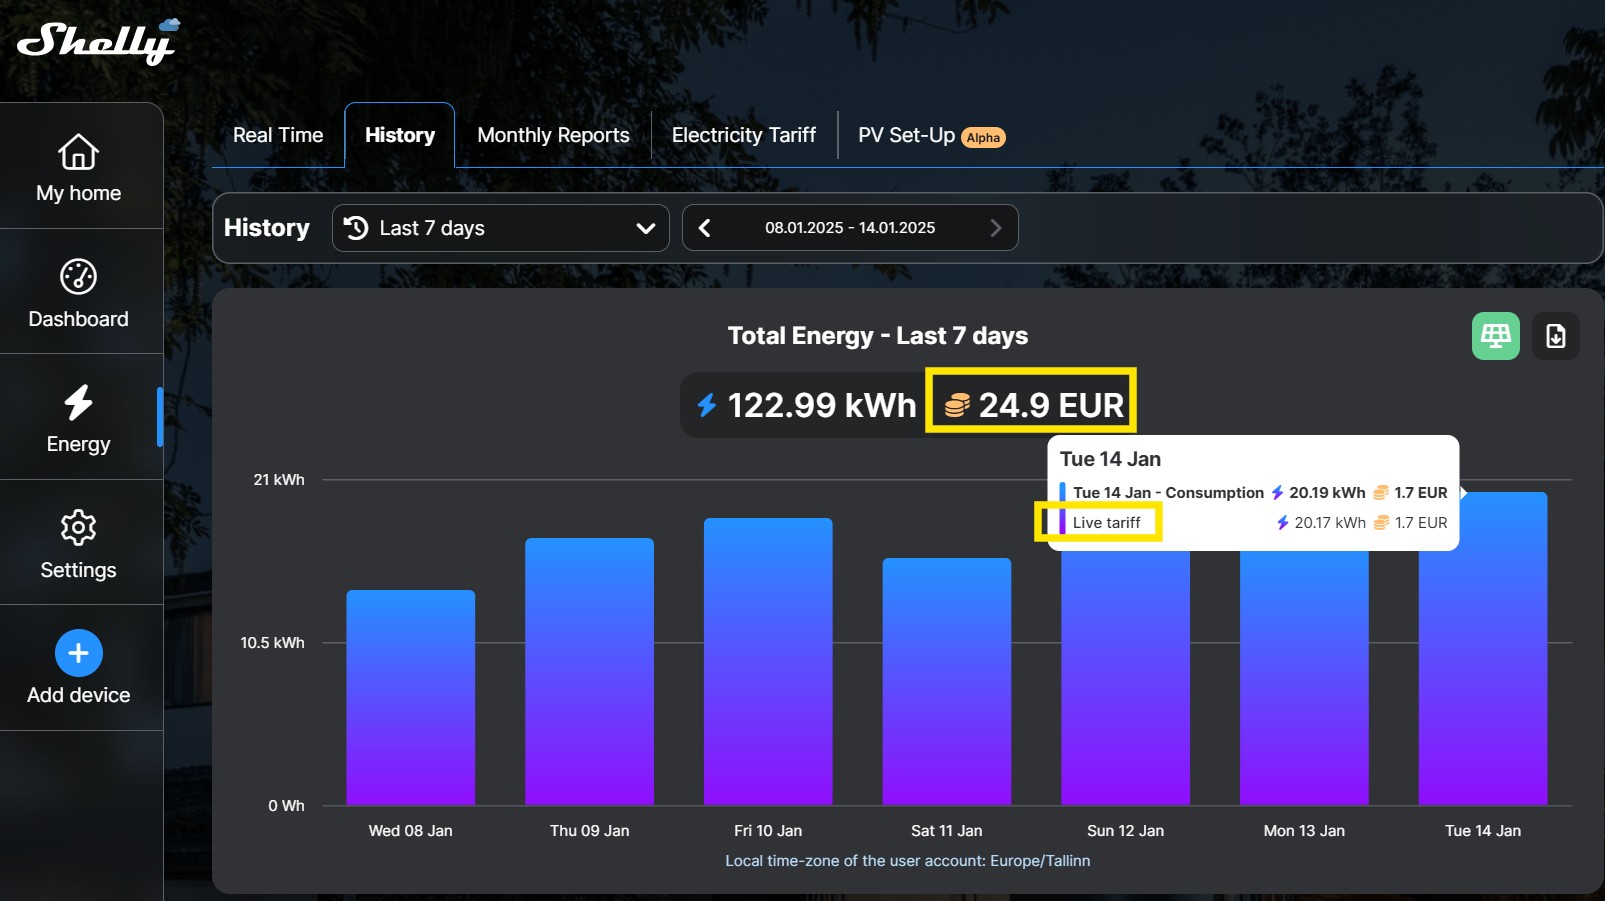 Shelly
My home
Dashboard
Energy
Settings
Add device
Real Time History Monthly Reports Electricity Tariff PV Set-Up Alpha
History Last 7 days 08.01.2025 - 14.01.2025
Total Energy - Last 7 days
122.99 kWh 24.9 EUR
Tue 14 Jan
Tue 14 Jan - Consumption 20.19 kWh 1.7 EUR
Live tariff 20.17 kWh 1.7 EUR
21 kWh
10.5 kWh
0 Wh
Wed 08 Jan Thu 09 Jan Fri 10 Jan Sat 11 Jan Sun 12 Jan Mon 13 Jan Tue 14 Jan
Local time-zone of the user account: Europe/Tallinn